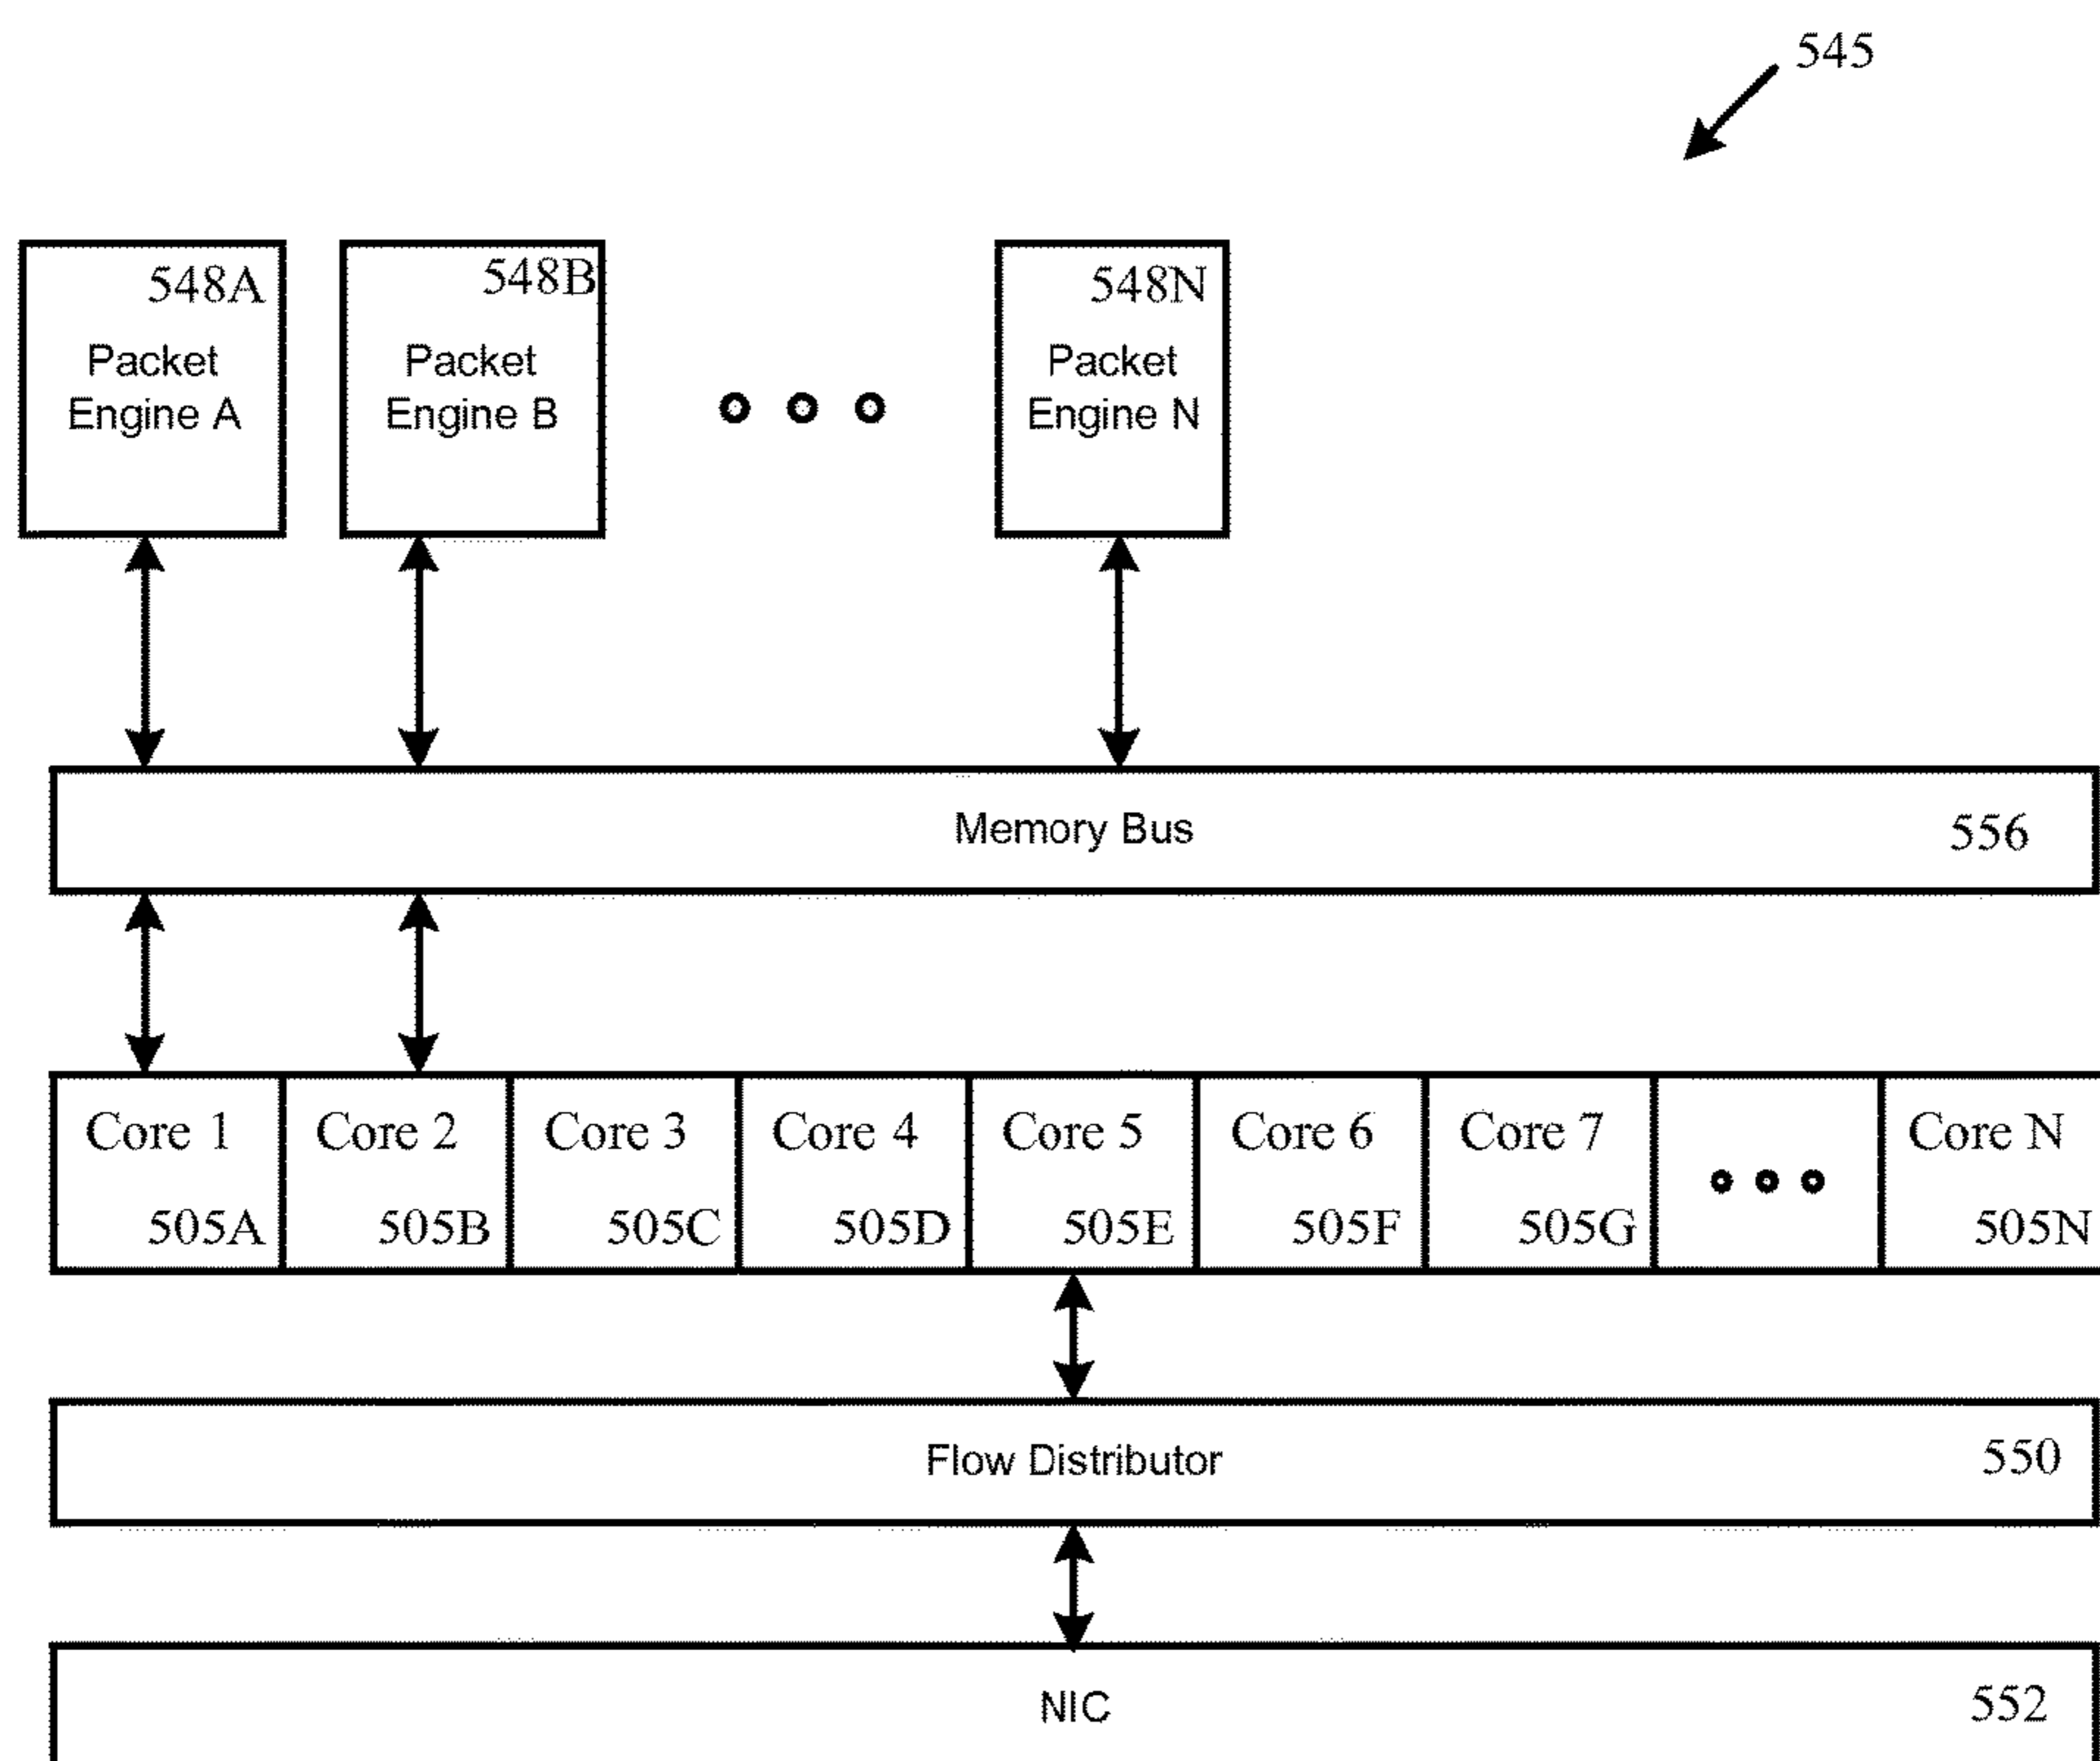 545
548A
Packet
Engine A
548B
Packet
Engine B
548N
Packet
Engine N
Memory Bus 556
Core 1
505A
Core 2
505B
Core 3
505C
Core 4
505D
Core 5
505E
Core 6
505F
Core 7
505G
Core N
505N
Flow Distributor 550
NIC 552